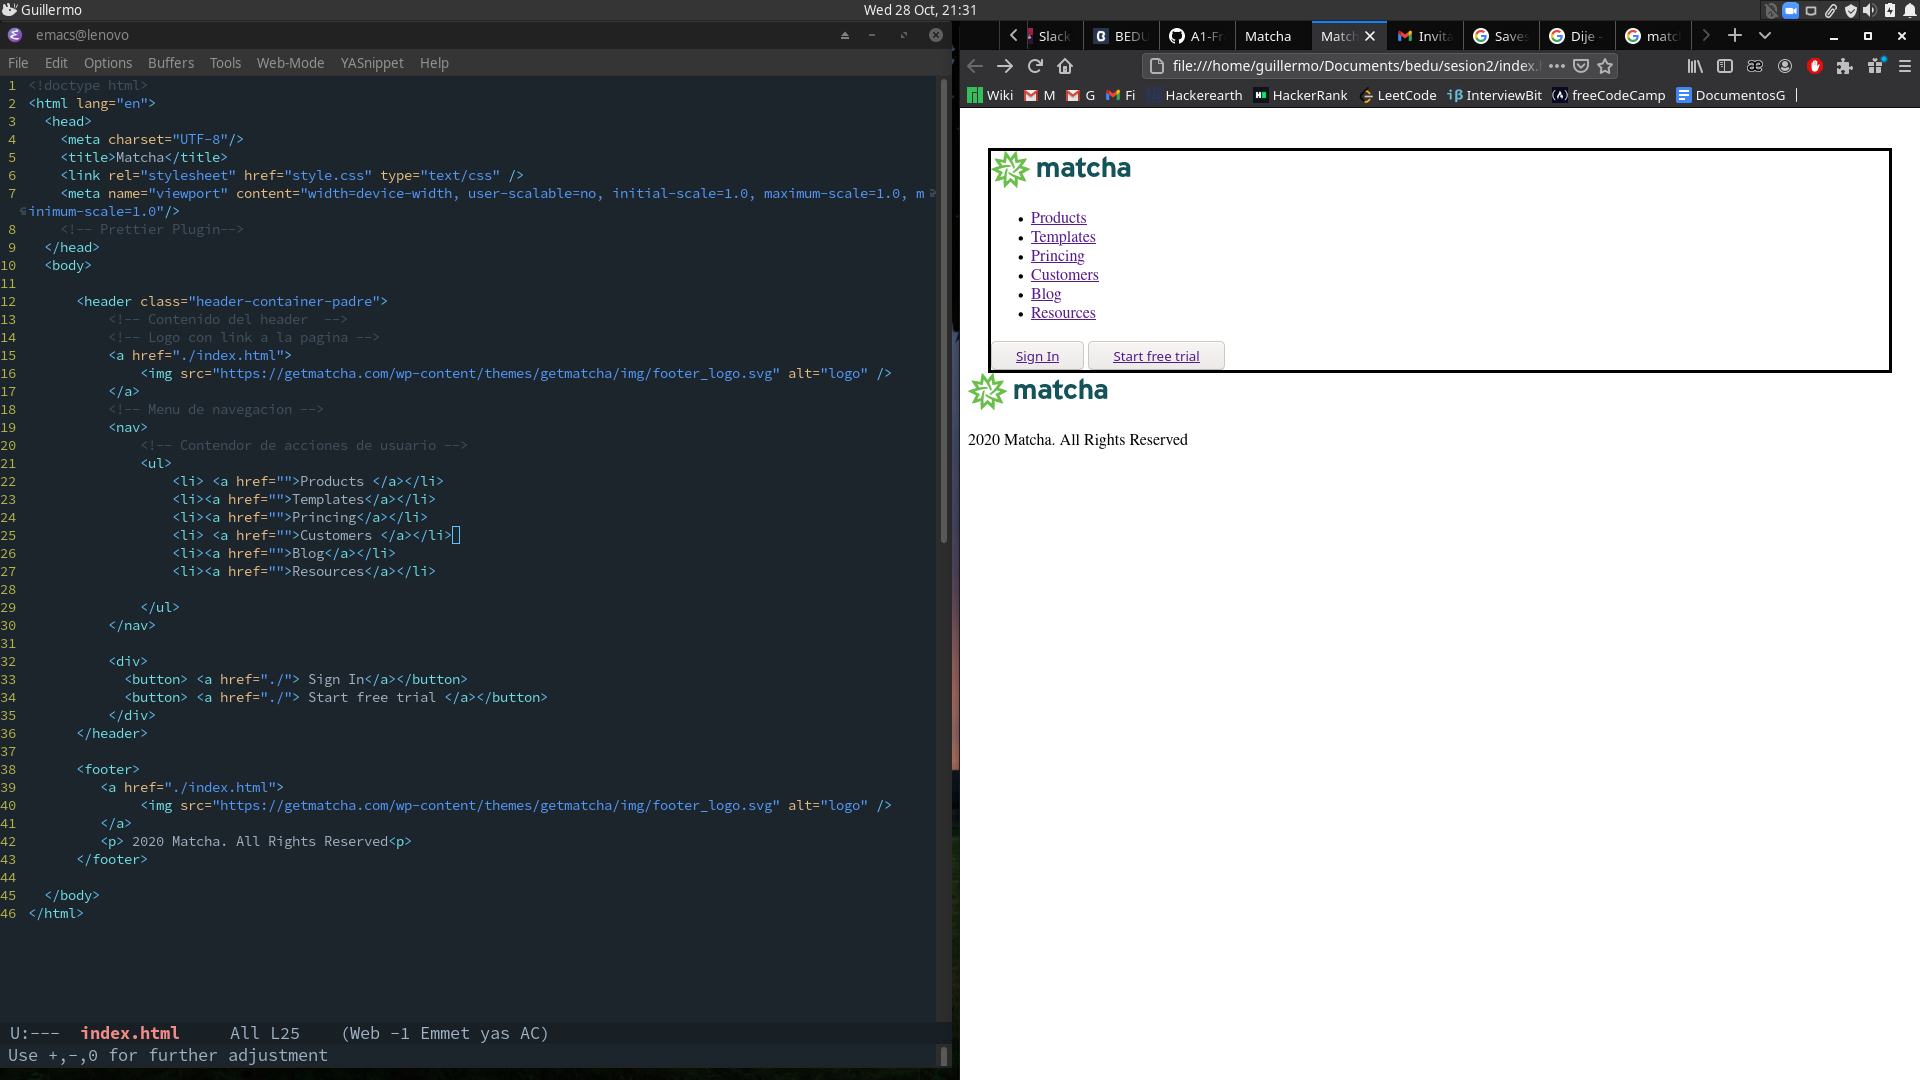 Guillermo
Wed 28 Oct, 21:31
emacs@lenovo
File Edit Options Buffers Tools Web-Mode YASnippet Help
1 <!doctype html>
2 <html lang="en">
3 <head>
4 <meta charset="UTF-8"/>
5 <title>Matcha</title>
6 <link rel="stylesheet" href="style.css" type="text/css" />
7 <meta name="viewport" content="width=device-width, user-scalable=no, initial-scale=1.0, maximum-scale=1.0, m
inimum-scale=1.0"/>
8 <!-- Prettier Plugin-->
9 </head>
10 <body>
11
12 <header class="header-container-padre">
13 <!-- Contenido del header  -->
14 <!-- Logo con link a la pagina -->
15 <a href="./index.html">
16 <img src="https://getmatcha.com/wp-content/themes/getmatcha/img/footer_logo.svg" alt="logo" />
17 </a>
18 <!-- Menu de navegacion -->
19 <nav>
20 <!-- Contendor de acciones de usuario -->
21 <ul>
22 <li> <a href="">Products </a></li>
23 <li><a href="">Templates</a></li>
24 <li><a href="">Princing</a></li>
25 <li> <a href="">Customers </a></li>
26 <li><a href="">Blog</a></li>
27 <li><a href="">Resources</a></li>
28
29 </ul>
30 </nav>
31
32 <div>
33 <button> <a href="./"> Sign In</a></button>
34 <button> <a href="./"> Start free trial </a></button>
35 </div>
36 </header>
37
38 <footer>
39 <a href="./index.html">
40 <img src="https://getmatcha.com/wp-content/themes/getmatcha/img/footer_logo.svg" alt="logo" />
41 </a>
42 <p> 2020 Matcha. All Rights Reserved<p>
43 </footer>
44
45 </body>
46 </html>
U:--- index.html All L25 (Web -1 Emmet yas AC)
Use +,-,0 for further adjustment
Slack BEDU A1-Fr Matcha Match Invita Saves Dije - matc
file:///home/guillermo/Documents/bedu/sesion2/index.
Wiki M G Fi Hackerearth HackerRank LeetCode InterviewBit freeCodeCamp DocumentosG
matcha
Products
Templates
Princing
Customers
Blog
Resources
Sign In Start free trial
matcha
2020 Matcha. All Rights Reserved